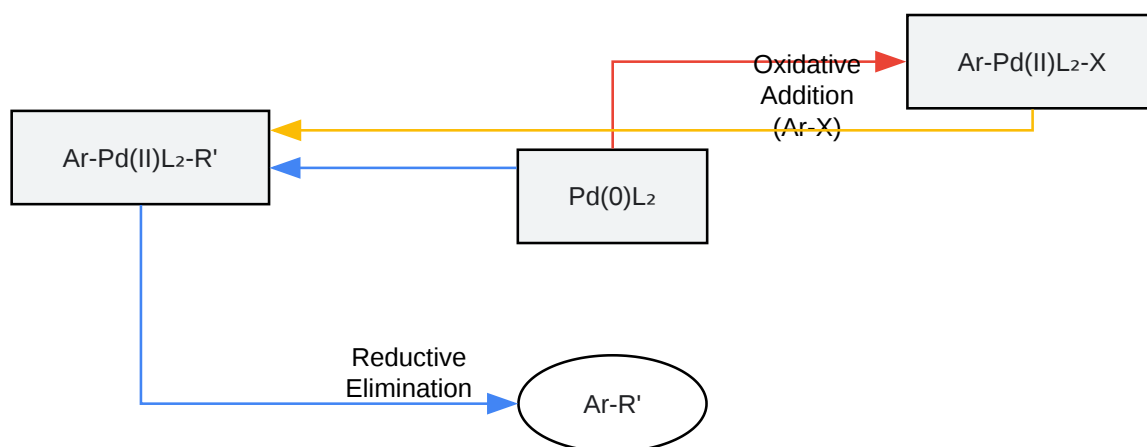 Oxidative
Addition
(Ar-X)
Ar-Pd(II)L₂-X
Ar-Pd(II)L₂-R'
Pd(0)L₂
Reductive
Elimination
Ar-R'